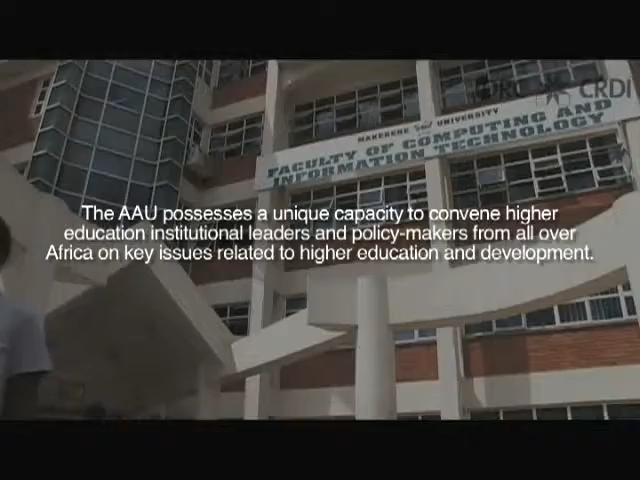 IDRC CRDI
MAKERERE UNIVERSITY
FACULTY OF COMPUTING AND
INFORMATION TECHNOLOGY
The AAU possesses a unique capacity to convene higher
education institutional leaders and policy-makers from all over
Africa on key issues related to higher education and development.